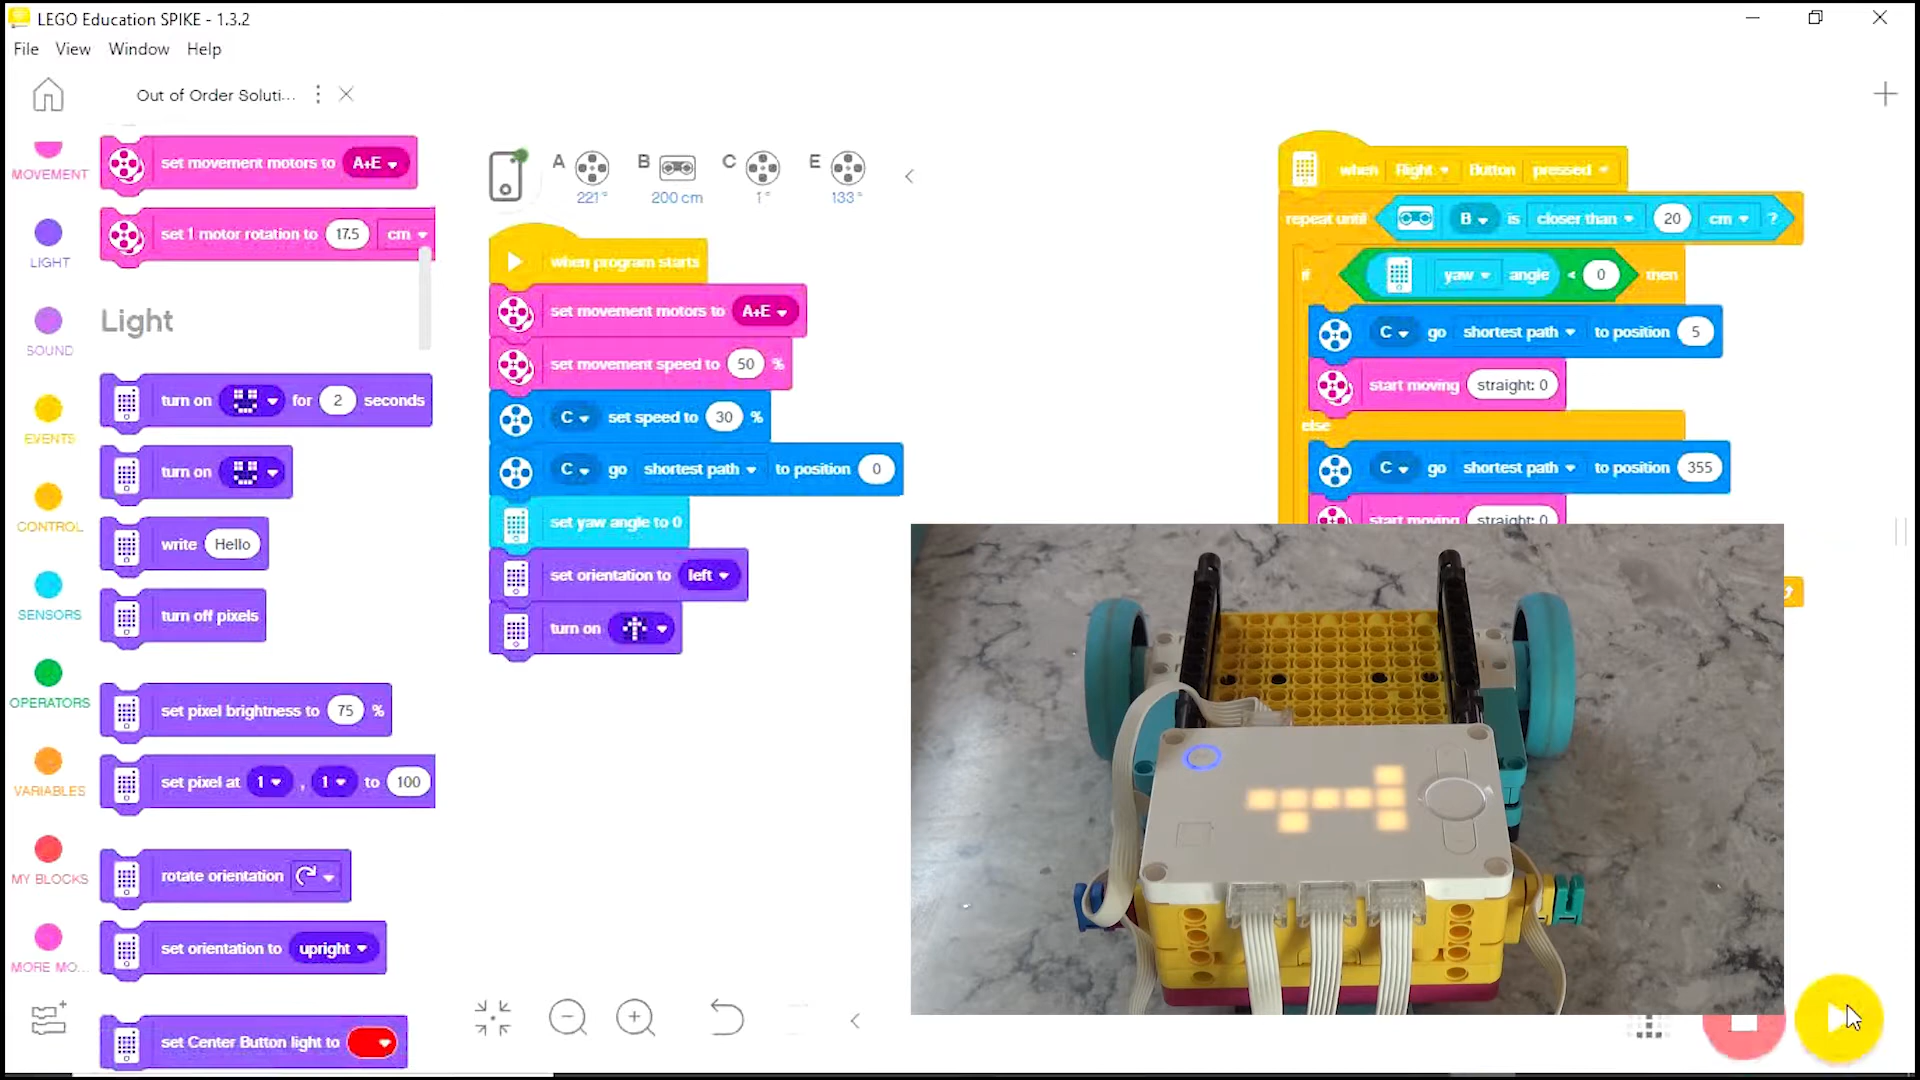 LEGO Education SPIKE - 1.3.2
File View Window Help
Out of Order Soluti...
MOVEMENT
LIGHT
SOUND
EVENTS
CONTROL
SENSORS
OPERATORS
VARIABLES
MY BLOCKS
MORE MO...
set movement motors to A+E
set 1 motor rotation to 17.5 cm
Light
turn on for 2 seconds
turn on
write Hello
turn off pixels
set pixel brightness to 75 %
set pixel at 1 , 1 to 100
rotate orientation
set orientation to upright
set Center Button light to
A B C E
221° 200 cm 1° 133°
when program starts
set movement motors to A+E
set movement speed to 50 %
C set speed to 30 %
C go shortest path to position 0
set yaw angle to 0
set orientation to left
turn on
when Right Button pressed
repeat until B is closer than 20 cm ?
if yaw angle < 0 then
C go shortest path to position 5
start moving straight: 0
else
C go shortest path to position 355
start moving straight: 0